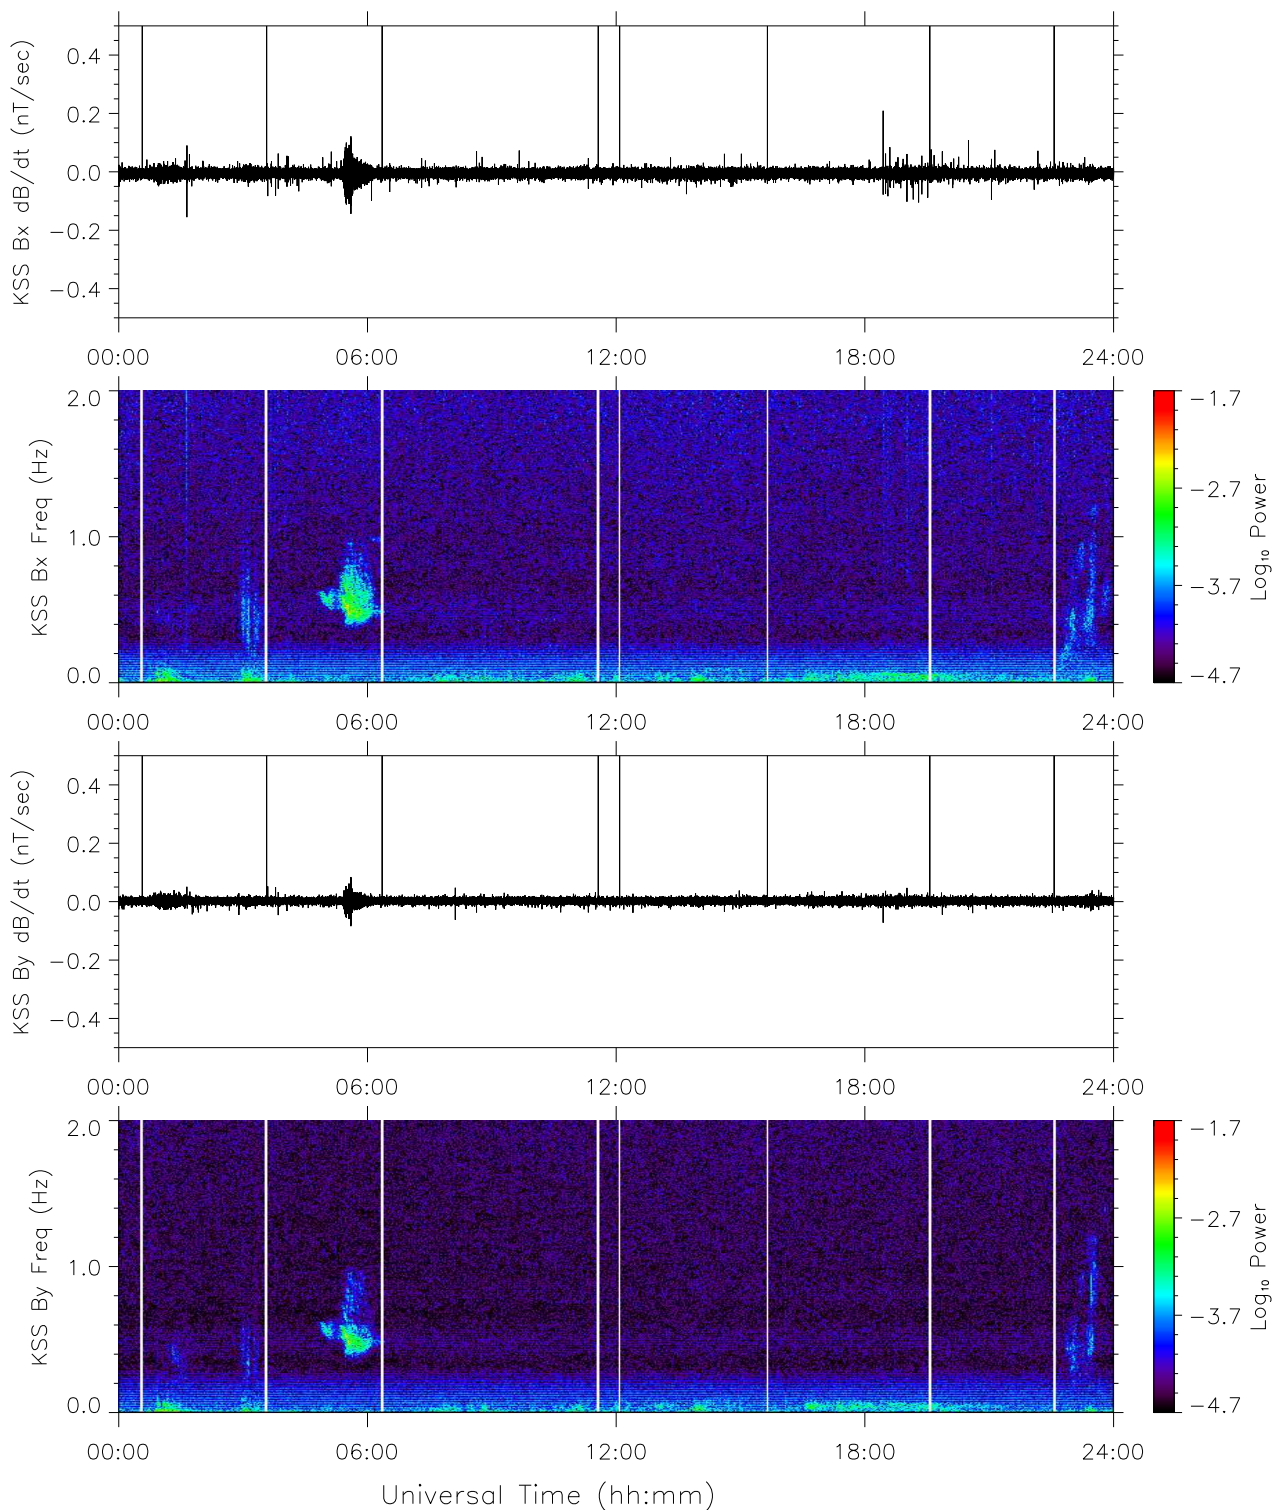 KSS Bx dB/dt (nT/sec)
0.4
0.2
0.0
−0.2
−0.4
00:00 06:00 12:00 18:00 24:00
KSS Bx Freq (Hz)
2.0
1.0
0.0
−1.7
−2.7
−3.7
−4.7
Log₁₀ Power
00:00 06:00 12:00 18:00 24:00
KSS By dB/dt (nT/sec)
0.4
0.2
0.0
−0.2
−0.4
00:00 06:00 12:00 18:00 24:00
KSS By Freq (Hz)
2.0
1.0
0.0
−1.7
−2.7
−3.7
−4.7
Log₁₀ Power
00:00 06:00 12:00 18:00 24:00
Universal Time (hh:mm)